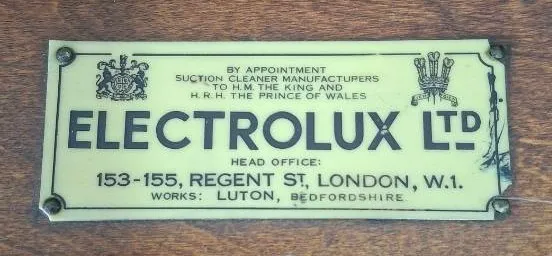 BY APPOINTMENT
SUCTION CLEANER MANUFACTURERS
TO H.M. THE KING AND
H.R.H. THE PRINCE OF WALES
ELECTROLUX LTD
HEAD OFFICE:
153-155, REGENT ST, LONDON, W.1.
WORKS: LUTON, BEDFORDSHIRE